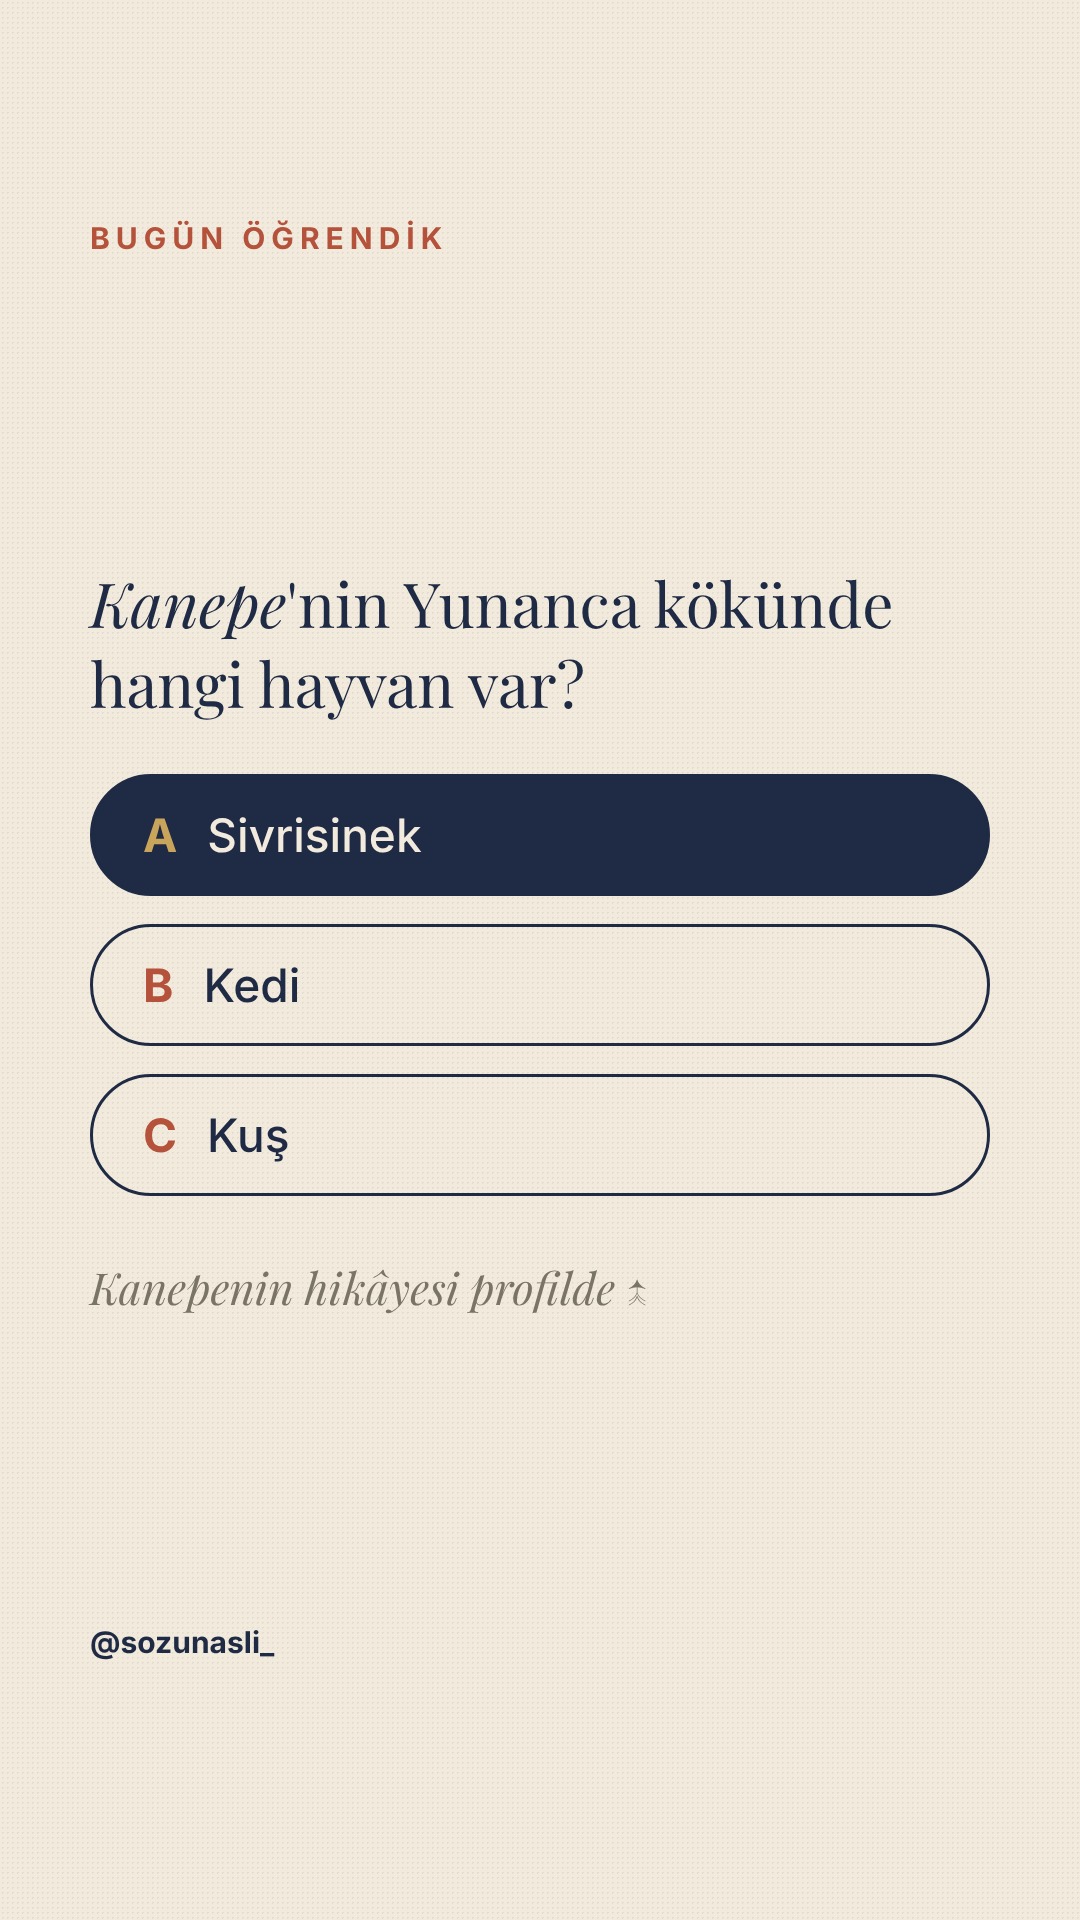 BUGÜN ÖĞRENDİK
Kanepe'nin Yunanca kökünde
hangi hayvan var?
A Sivrisinek
B Kedi
C Kuş
Kanepenin hikâyesi profilde
@sozunasli_